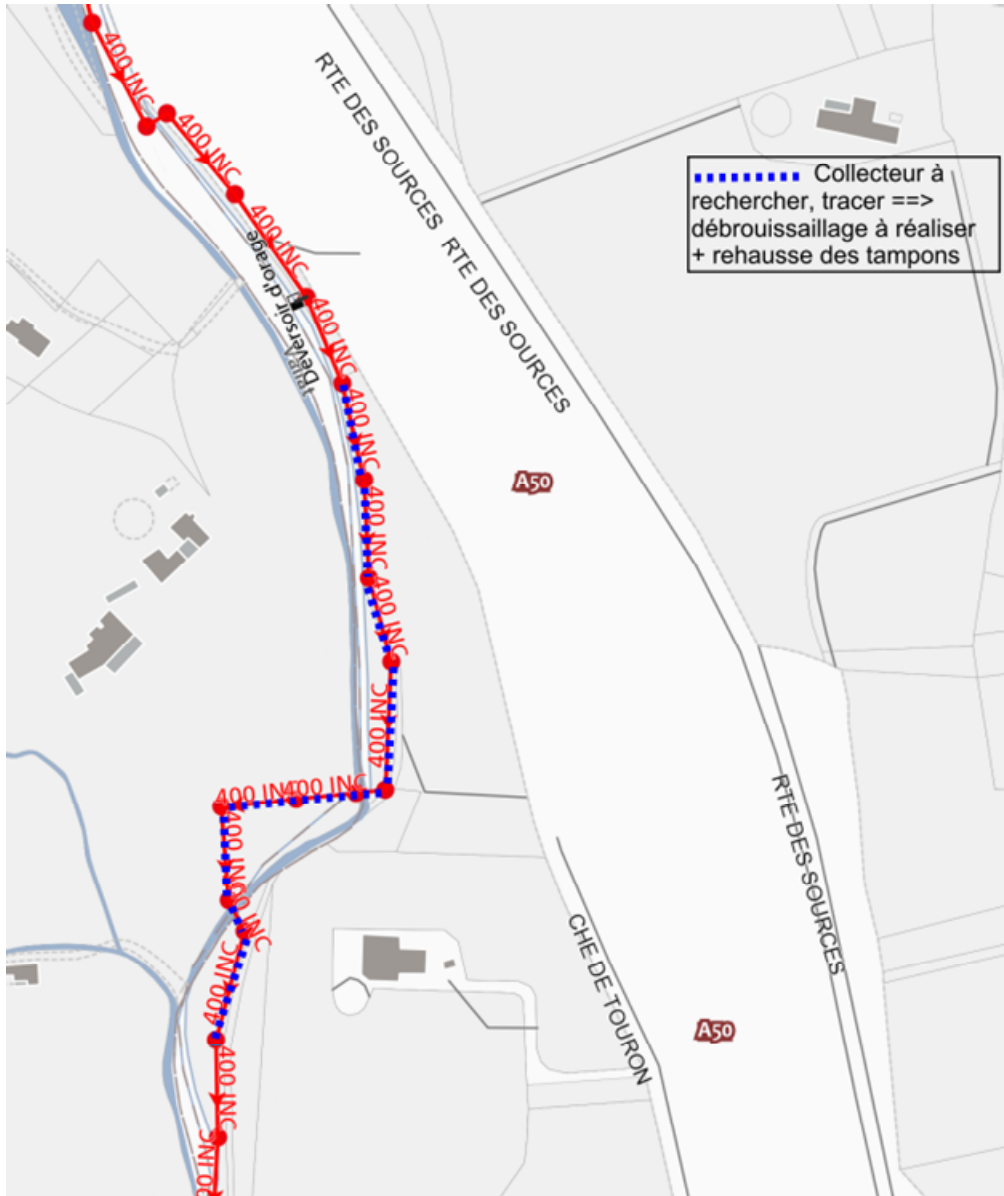 400 INC
400 INC
RTE DES SOURCES
Collecteur à
rechercher, tracer ==>
débrouissaillage à réaliser
+ rehausse des tampons
400 INC
RTE DES SOURCES
Déversoir d'orage
400 INC
400 INC
A50
400 INC
400 INC
400 INC
400 INC
400 INC
400 INC
RTE DES SOURCES
400 INC
400 INC
CHE DE TOURON
A50
400 INC